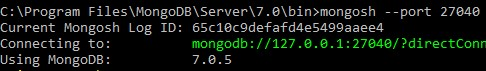 C:\Program Files\MongoDB\Server\7.0\bin>mongosh --port 27040
Current Mongosh Log ID: 65c10c9defafd4e5499aaee4
Connecting to: mongodb://127.0.0.1:27040/?directConn
Using MongoDB: 7.0.5